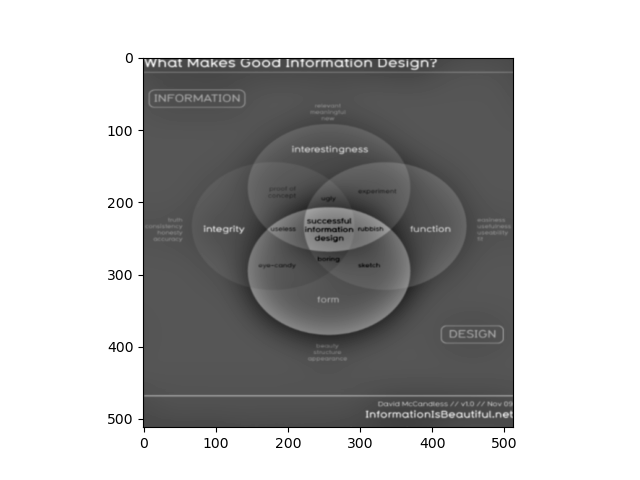 What Makes Good Information Design?
INFORMATION
relevant
meaningful
new
interestingness
proof of
concept
experiment
ugly
truth
consistency
honesty
accuracy
integrity
useless
successful
information
design
rubbish
function
easiness
usefulness
useability
fit
boring
eye-candy
sketch
form
DESIGN
beauty
structure
appearance
David McCandless // v1.0 // Nov 09
InformationIsBeautiful.net
0
100
200
300
400
500
0
100
200
300
400
500